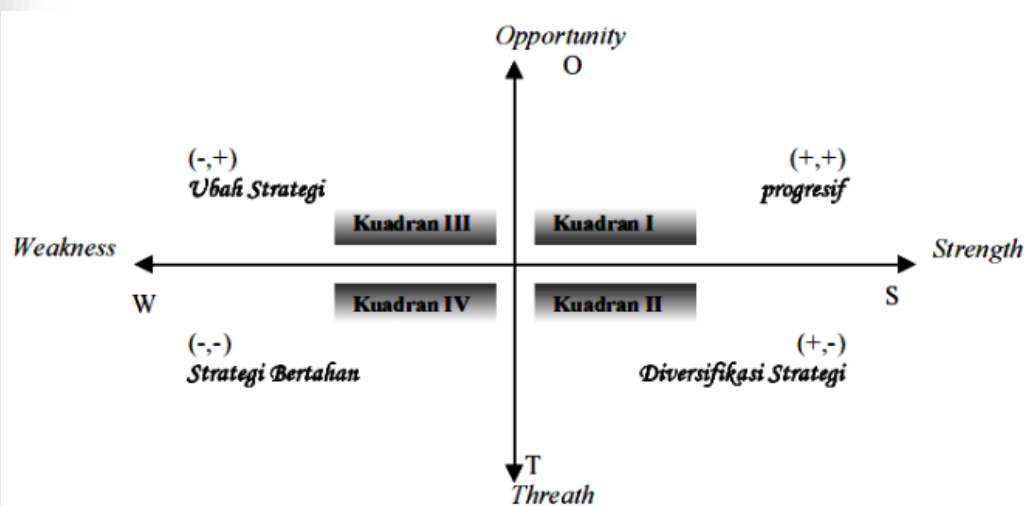 Opportunity
O
(-,+)
Ubah Strategi
(+,+)
progresif
Kuadran III
Kuadran I
Weakness
Strength
W
S
Kuadran IV
Kuadran II
(-,-)
Strategi Bertahan
(+,-)
Diversifikasi Strategi
T
Threath